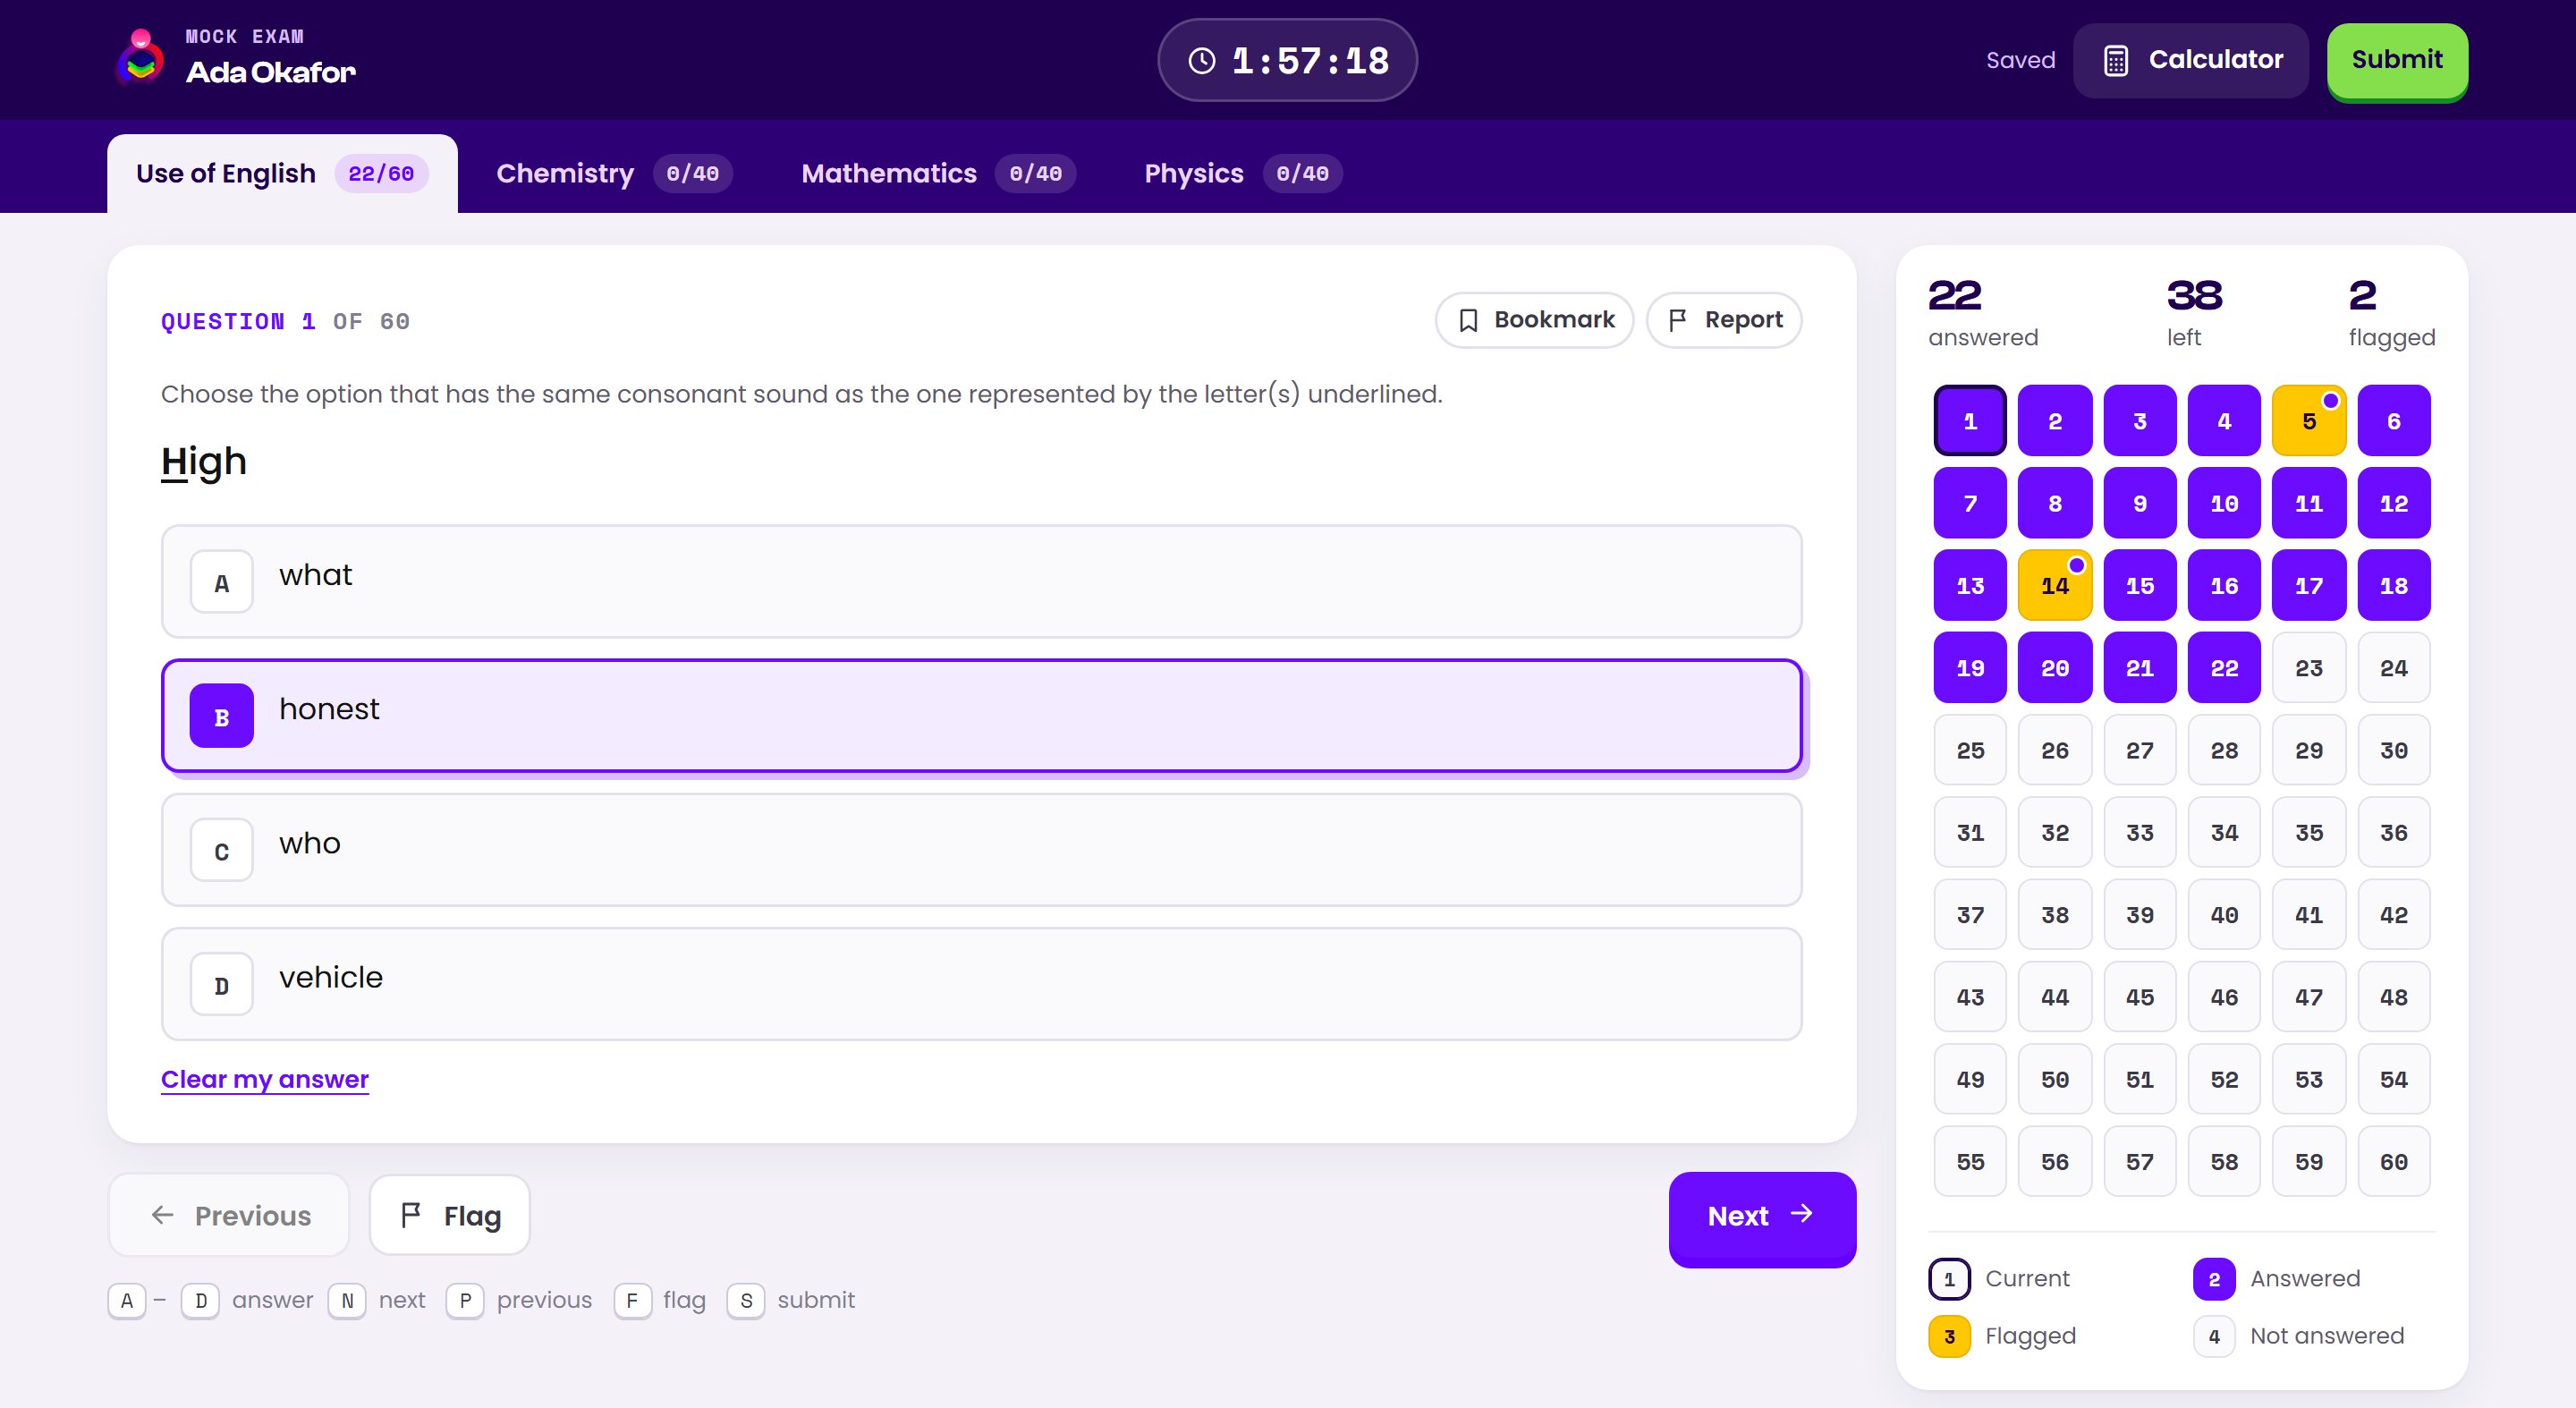 MOCK EXAM
Ada Okafor
1:57:18
Saved
Calculator
Submit
Use of English 22/60
Chemistry 0/40
Mathematics 0/40
Physics 0/40
QUESTION 1 OF 60
Bookmark
Report
Choose the option that has the same consonant sound as the one represented by the letter(s) underlined.
High
A what
B honest
C who
D vehicle
Clear my answer
Previous
Flag
Next
A – D answer N next P previous F flag S submit
22 38 2
answered left flagged
1 2 3 4 5 6
7 8 9 10 11 12
13 14 15 16 17 18
19 20 21 22 23 24
25 26 27 28 29 30
31 32 33 34 35 36
37 38 39 40 41 42
43 44 45 46 47 48
49 50 51 52 53 54
55 56 57 58 59 60
1 Current 2 Answered
3 Flagged 4 Not answered